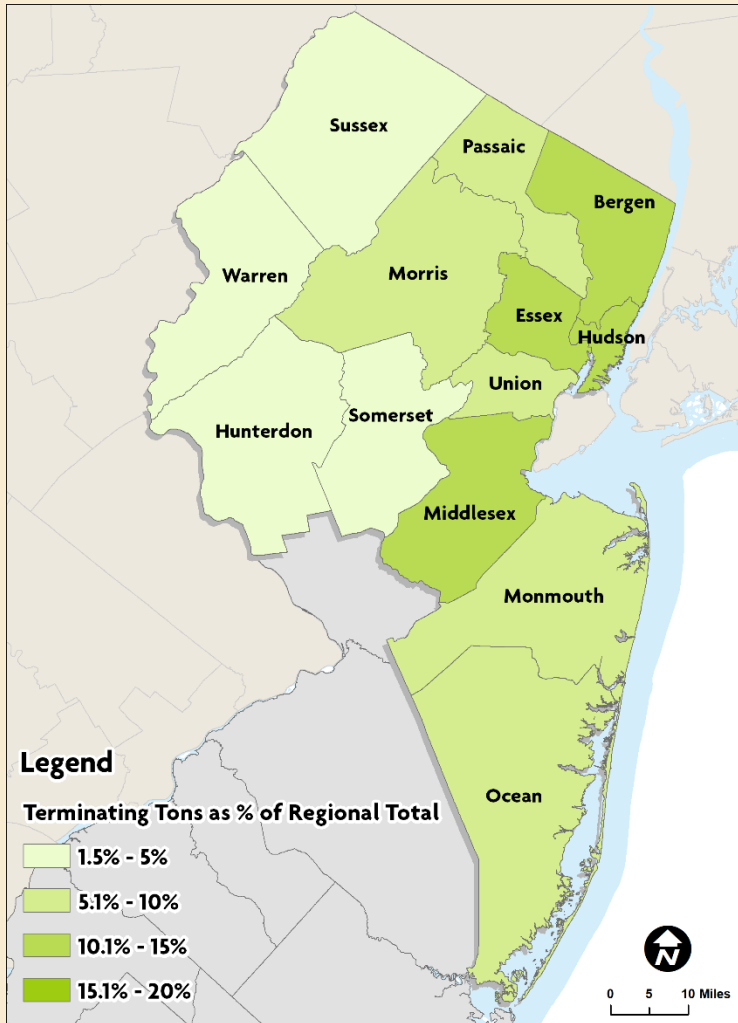 Sussex
Passaic
Bergen
Warren
Morris
Essex
Hudson
Union
Somerset
Hunterdon
Middlesex
Monmouth
Ocean
Legend
Terminating Tons as % of Regional Total
1.5% - 5%
5.1% - 10%
10.1% - 15%
15.1% - 20%
N
0 5 10 Miles